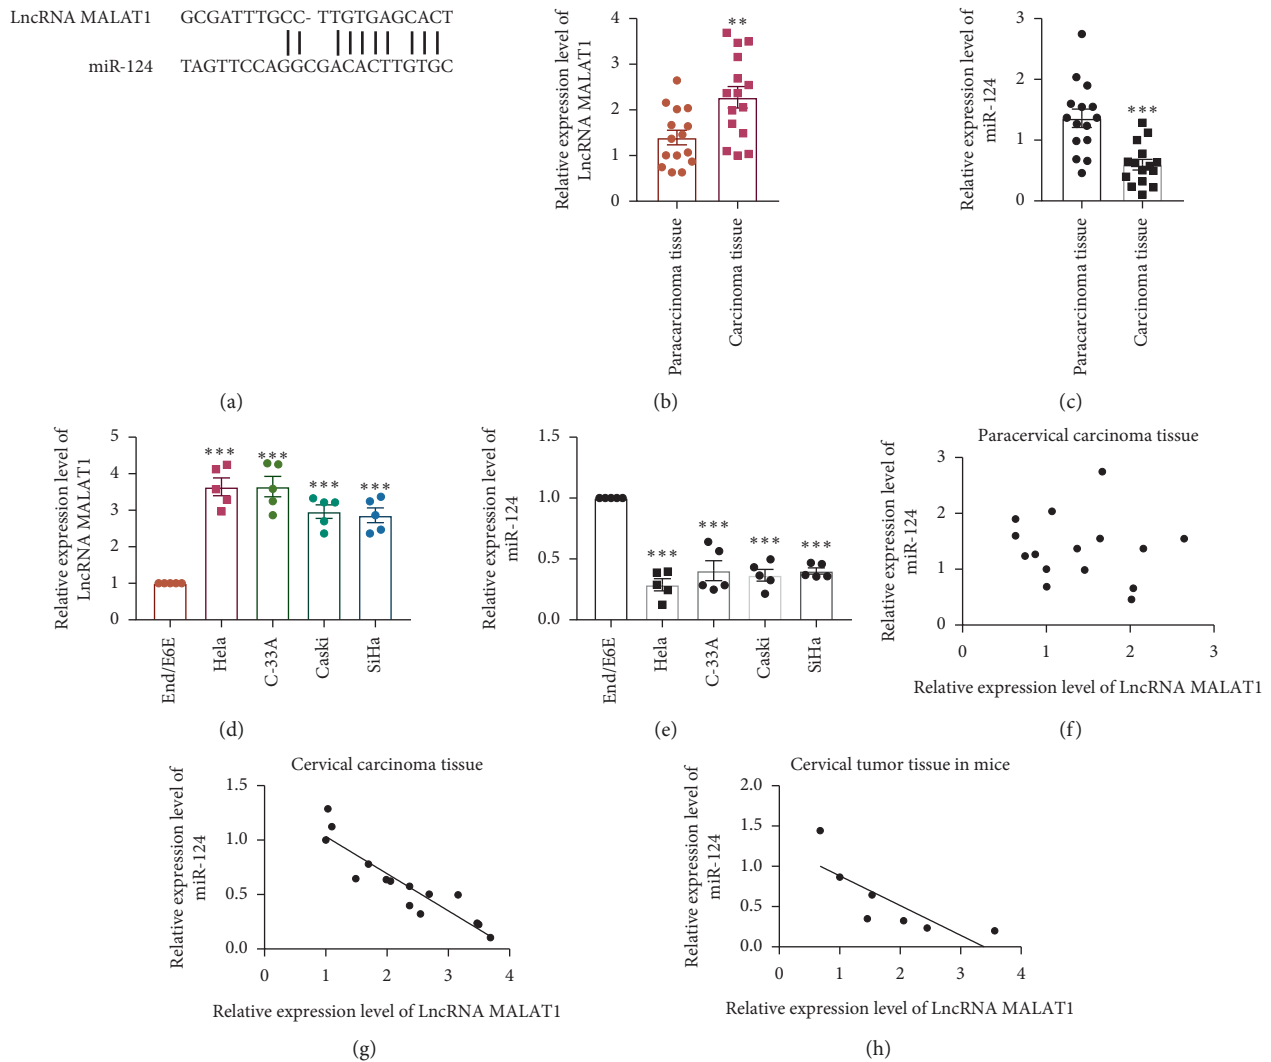 LncRNA MALAT1 GCGATTTGCC- TTGTGAGCACT
miR-124 TAGTTCCAGGCGACACTTGTGC
(a)
Relative expression level of
LncRNA MALAT1
4
3
2
1
0
**
Paracarcinoma tissue
Carcinoma tissue
(b)
Relative expression level of
miR-124
3
2
1
0
***
Paracarcinoma tissue
Carcinoma tissue
(c)
Relative expression level of
LncRNA MALAT1
5
4
3
2
1
0
*** *** *** ***
End/E6E
Hela
C-33A
Caski
SiHa
(d)
Relative expression level of
miR-124
1.5
1.0
0.5
0.0
*** *** *** ***
End/E6E
Hela
C-33A
Caski
SiHa
(e)
Paracervical carcinoma tissue
Relative expression level of
miR-124
3
2
1
0
0 1 2 3
Relative expression level of LncRNA MALAT1
(f)
Cervical carcinoma tissue
Relative expression level of
miR-124
1.5
1.0
0.5
0.0
0 1 2 3 4
Relative expression level of LncRNA MALAT1
(g)
Cervical tumor tissue in mice
Relative expression level of
miR-124
2.0
1.5
1.0
0.5
0.0
0 1 2 3 4
Relative expression level of LncRNA MALAT1
(h)